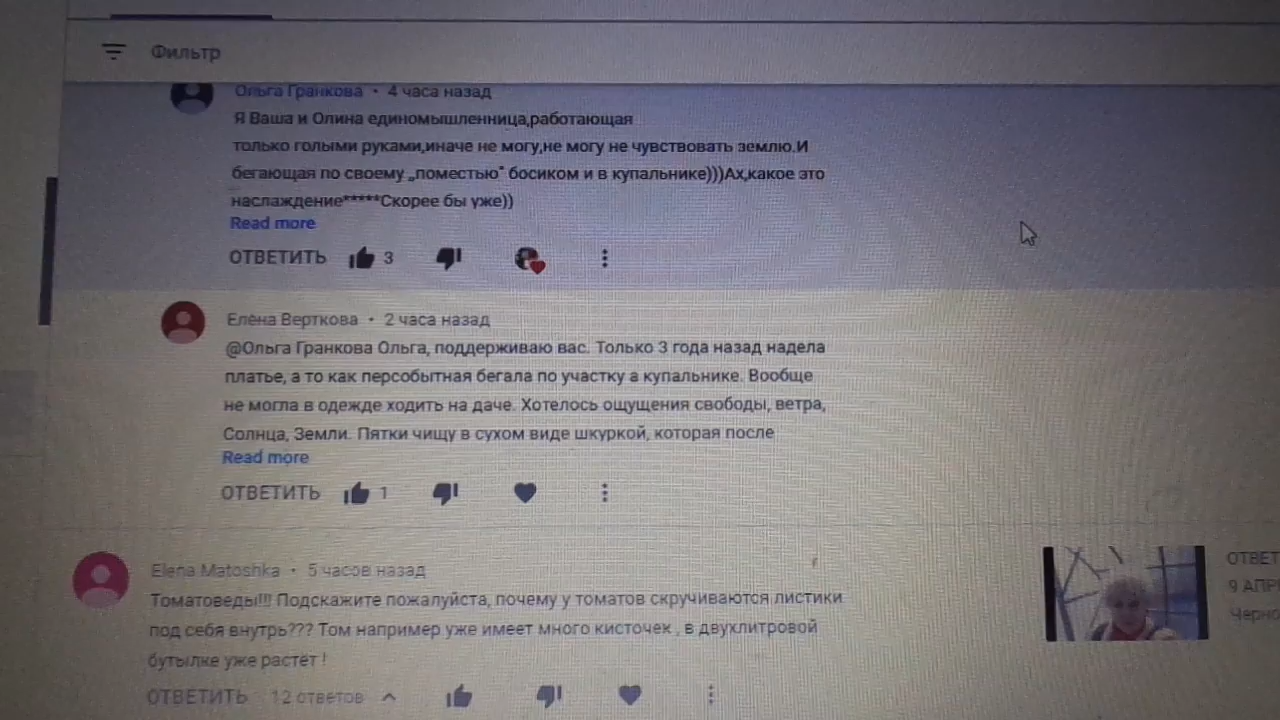 Фильтр
Ольга Гранкова • 4 часа назад
Я Ваша и Олина единомышленница,работающая
только голыми руками,иначе не могу,не могу не чувствовать землю.И
бегающая по своему „поместью" босиком и в купальнике)))Ах,какое это
наслаждение*****Скорее бы уже))
Read more
ОТВЕТИТЬ 3
Елена Верткова • 2 часа назад
@Ольга Гранкова Ольга, поддерживаю вас. Только 3 года назад надела
платье, а то как персобытная бегала по участку а купальнике. Вообще
не могла в одежде ходить на даче. Хотелось ощущения свободы, ветра,
Солнца, Земли. Пятки чищу в сухом виде шкуркой, которая после
Read more
ОТВЕТИТЬ 1
Elena Matoshka • 5 часов назад
Томатоведы!!! Подскажите пожалуйста, почему у томатов скручиваются листики
под себя внутрь??? Том например уже имеет много кисточек , в двухлитровой
бутылке уже растёт !
ОТВЕТИТЬ 12 ответов
ОТВЕТ
9 АПР
Черно